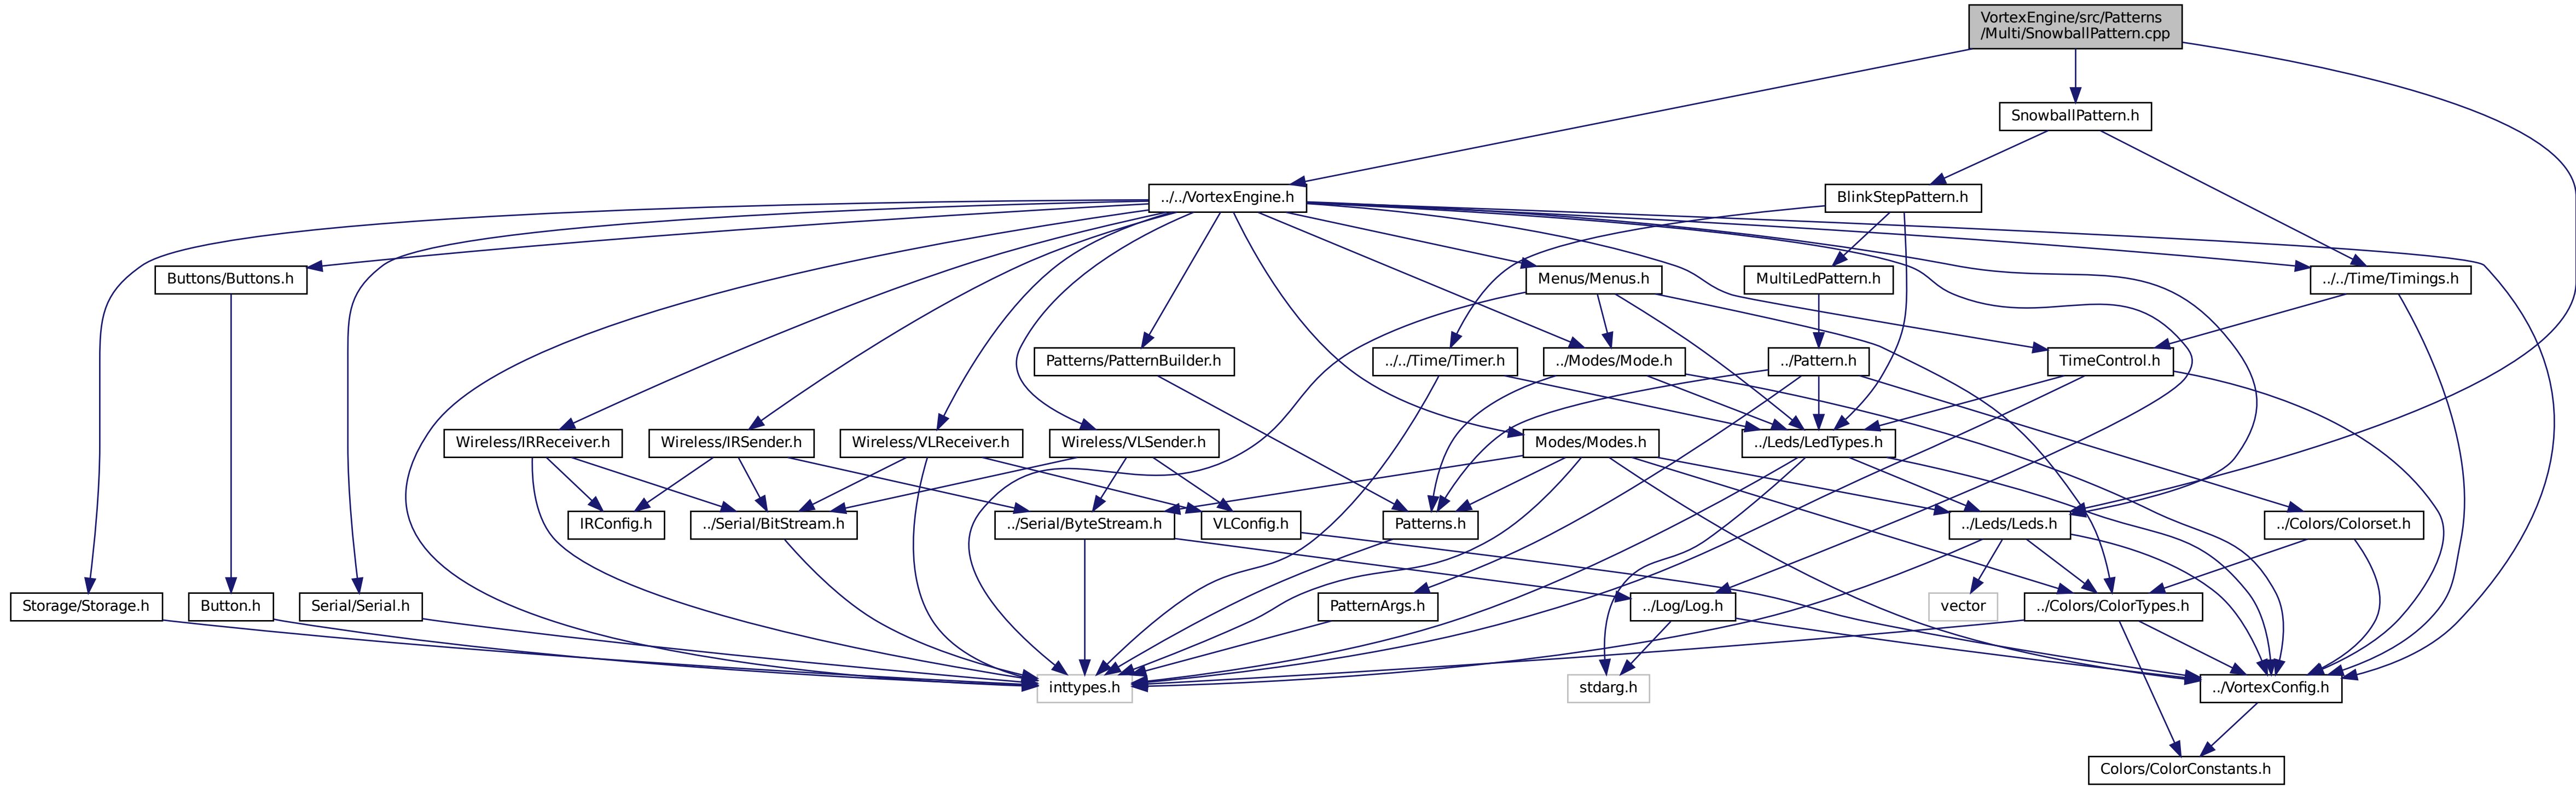 VortexEngine/src/Patterns
/Multi/SnowballPattern.cpp
SnowballPattern.h
../../VortexEngine.h
BlinkStepPattern.h
Buttons/Buttons.h
Menus/Menus.h
MultiLedPattern.h
../../Time/Timings.h
Patterns/PatternBuilder.h
../../Time/Timer.h
../Modes/Mode.h
../Pattern.h
TimeControl.h
Wireless/IRReceiver.h
Wireless/IRSender.h
Wireless/VLReceiver.h
Wireless/VLSender.h
Modes/Modes.h
../Leds/LedTypes.h
IRConfig.h
../Serial/BitStream.h
../Serial/ByteStream.h
VLConfig.h
Patterns.h
../Leds/Leds.h
../Colors/Colorset.h
Storage/Storage.h
Button.h
Serial/Serial.h
PatternArgs.h
../Log/Log.h
vector
../Colors/ColorTypes.h
inttypes.h
stdarg.h
../VortexConfig.h
Colors/ColorConstants.h